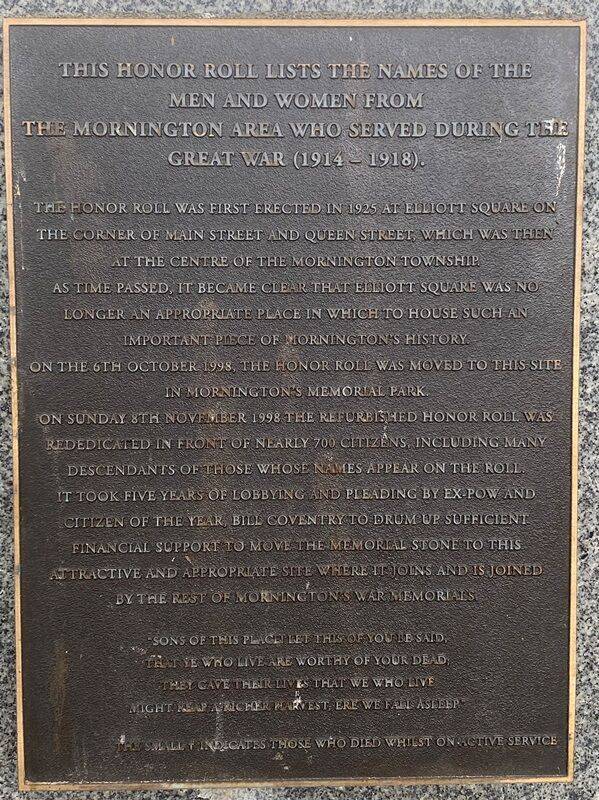 THIS HONOR ROLL LISTS THE NAMES OF THE
MEN AND WOMEN FROM
THE MORNINGTON AREA WHO SERVED DURING THE
GREAT WAR (1914 – 1918).
THE HONOR ROLL WAS FIRST ERECTED IN 1925 AT ELLIOTT SQUARE ON
THE CORNER OF MAIN STREET AND QUEEN STREET, WHICH WAS THEN
AT THE CENTRE OF THE MORNINGTON TOWNSHIP.
AS TIME PASSED, IT BECAME CLEAR THAT ELLIOTT SQUARE WAS NO
LONGER AN APPROPRIATE PLACE IN WHICH TO HOUSE SUCH AN
IMPORTANT PIECE OF MORNINGTON'S HISTORY.
ON THE 6TH OCTOBER 1998, THE HONOR ROLL WAS MOVED TO THIS SITE
IN MORNINGTON'S MEMORIAL PARK.
ON SUNDAY 8TH NOVEMBER 1998 THE REFURBISHED HONOR ROLL WAS
REDEDICATED IN FRONT OF NEARLY 700 CITIZENS, INCLUDING MANY
DESCENDANTS OF THOSE WHOSE NAMES APPEAR ON THE ROLL.
IT TOOK FIVE YEARS OF LOBBYING AND PLEADING BY EX-POW AND
CITIZEN OF THE YEAR, BILL COVENTRY TO DRUM UP SUFFICIENT
FINANCIAL SUPPORT TO MOVE THE MEMORIAL STONE TO THIS
ATTRACTIVE AND APPROPRIATE SITE WHERE IT JOINS AND IS JOINED
BY THE REST OF MORNINGTON'S WAR MEMORIALS.
"SONS OF THIS PLACE! LET THIS OF YOU BE SAID,
THAT YE WHO LIVE ARE WORTHY OF YOUR DEAD;
THEY GAVE THEIR LIVES THAT WE WHO LIVE
MIGHT REAP A RICHER HARVEST, ERE WE FALL ASLEEP."
THE SMALL INDICATES THOSE WHO DIED WHILST ON ACTIVE SERVICE